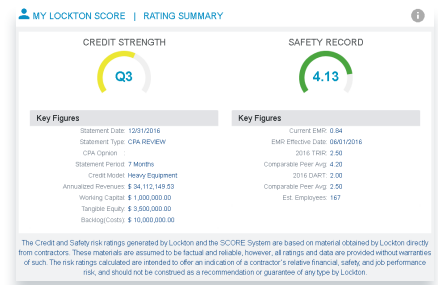 MY LOCKTON SCORE | RATING SUMMARY
i
CREDIT STRENGTH
Q3
Key Figures
Statement Date: 12/31/2016
Statement Type: CPA REVIEW
CPA Opnion
Statement Period: 7 Months
Credit Model: Heavy Equipment
Annualized Revenues: $ 34,112,149.53
Working Capital: $ 1,000,000.00
Tangible Equity: $ 3,500,000.00
Backlog(Costs): $ 10,000,000.00
SAFETY RECORD
4.13
Key Figures
Current EMR: 0.84
EMR Effective Date: 06/01/2016
2016 TRIR: 2.50
Comparable Peer Avg: 4.20
2016 DART: 2.00
Comparable Peer Avg: 2.50
Est. Employees: 167
The Credit and Safety risk ratings generated by Lockton and the SCORE System are based on material obtained by Lockton directly
from contractors. These materials are assumed to be factual and reliable, however, all ratings and data are provided without warranties
of such. The risk ratings calculated are intended to offer an indication of a contractor's relative financial, safety, and job performance
risk, and should not be construed as a recommendation or guarantee of any type by Lockton.